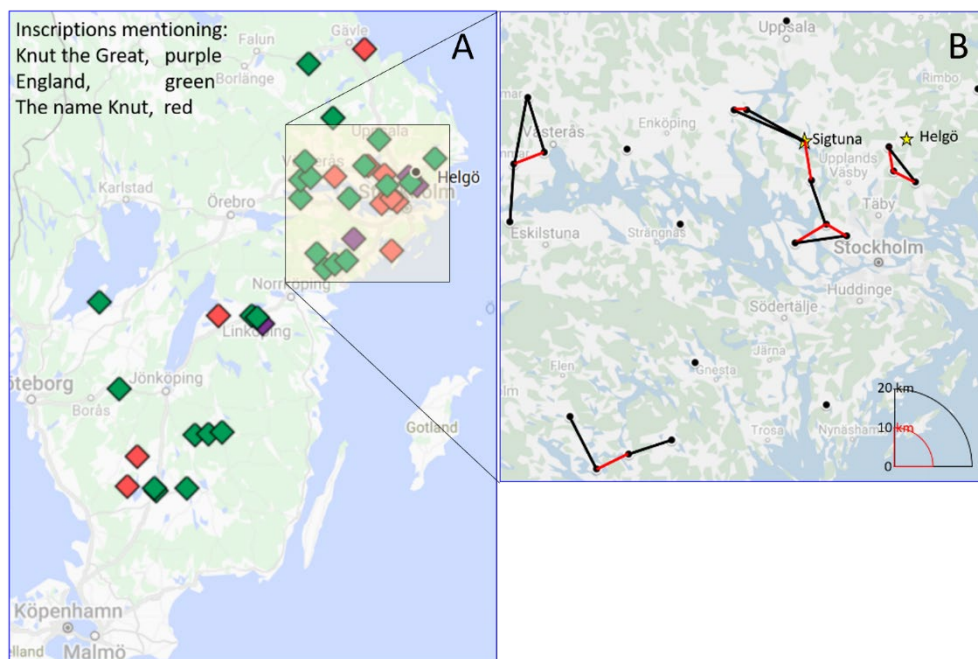 Inscriptions mentioning:
Knut the Great, purple
England, green
The name Knut, red
A
Falun
Gävle
Borlänge
Uppsala
Västerås
Helgö
Karlstad
Örebro
Norrköping
Linköping
Göteborg
Jönköping
Borås
Gotland
Köpenhamn
Malmö
B
Uppsala
Rimbo
Enköping
Västerås
Sigtuna
Helgö
Upplands
Väsby
Täby
Eskilstuna
Strängnäs
Stockholm
Huddinge
Södertälje
Järna
Flen
Gnesta
Trosa
Nynäsham
20 km
10 km
0